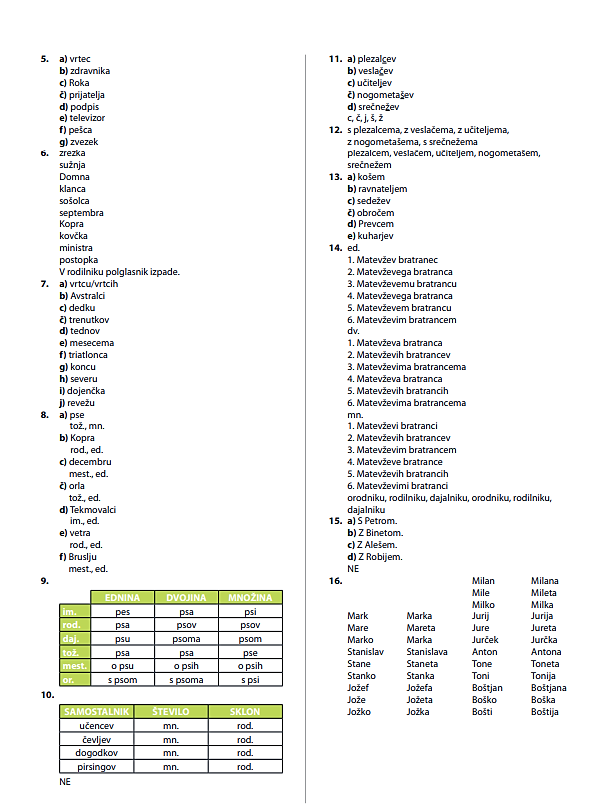 5. a) vrtec
b) zdravnika
c) Roka
č) prijatelja
d) podpis
e) televizor
f) pešca
g) zvezek
6. zrezka
sužnja
Domna
klanca
sošolca
septembra
Kopra
kovčka
ministra
postopka
V rodilniku polglasnik izpade.
7. a) vrtcu/vrtcih
b) Avstralci
c) dedku
č) trenutkov
d) tednov
e) mesecema
f) triatlonca
g) koncu
h) severu
i) dojenčka
j) revežu
8. a) pse
tož., mn.
b) Kopra
rod., ed.
c) decembru
mest., ed.
č) orla
tož., ed.
d) Tekmovalci
im., ed.
e) vetra
rod., ed.
f) Brusljju
mest., ed.
9.
EDNINA DVOJINA MNOŽINA
im. pes psa psi
rod. psa psov psov
daj. psu psoma psom
tož. psa psa pse
mest. o psu o psih o psih
or. s psom s psoma s psi
10.
SAMOSTALNIK ŠTEVILO SKLON
učencev mn. rod.
čevljev mn. rod.
dogodkov mn. rod.
pirsingov mn. rod.
NE
11. a) plezalcev
b) veslačev
c) učiteljev
č) nogometašev
d) srečnežev
c, č, j, š, ž
12. s plezalcema, z veslačema, z učiteljema,
z nogometašema, s srečnežema
plezalcem, veslačem, učiteljem, nogometašem,
srečnežem
13. a) košem
b) ravnateljem
c) sedežev
č) obročem
d) Prevcem
e) kuharjev
14. ed.
1. Matevžev bratranec
2. Matevževega bratranca
3. Matevževemu bratrancu
4. Matevževega bratranca
5. Matevževem bratrancu
6. Matevževim bratrancem
dv.
1. Matevževa bratranca
2. Matevževih bratrancev
3. Matevževima bratrancema
4. Matevževa bratranca
5. Matevževih bratrancih
6. Matevževima bratrancema
mn.
1. Matevževi bratranci
2. Matevževih bratrancev
3. Matevževim bratrancem
4. Matevževe bratrance
5. Matevževih bratrancih
6. Matevževimi bratranci
orodniku, rodilniku, dajalniku, orodniku, rodilniku,
dajalniku
15. a) S Petrom.
b) Z Binetom.
c) Z Alešem.
d) Z Robijem.
NE
16. Milan Milana
Mile Mileta
Milko Milka
Mark Marka Jurij Jurija
Mare Mareta Jure Jureta
Marko Marka Jurček Jurčka
Stanislav Stanislava Anton Antona
Stane Staneta Tone Toneta
Stanko Stanka Toni Tonija
Jožef Jožefa Boštjan Boštjana
Jože Jožeta Boško Boška
Jožko Jožka Bošti Boštija